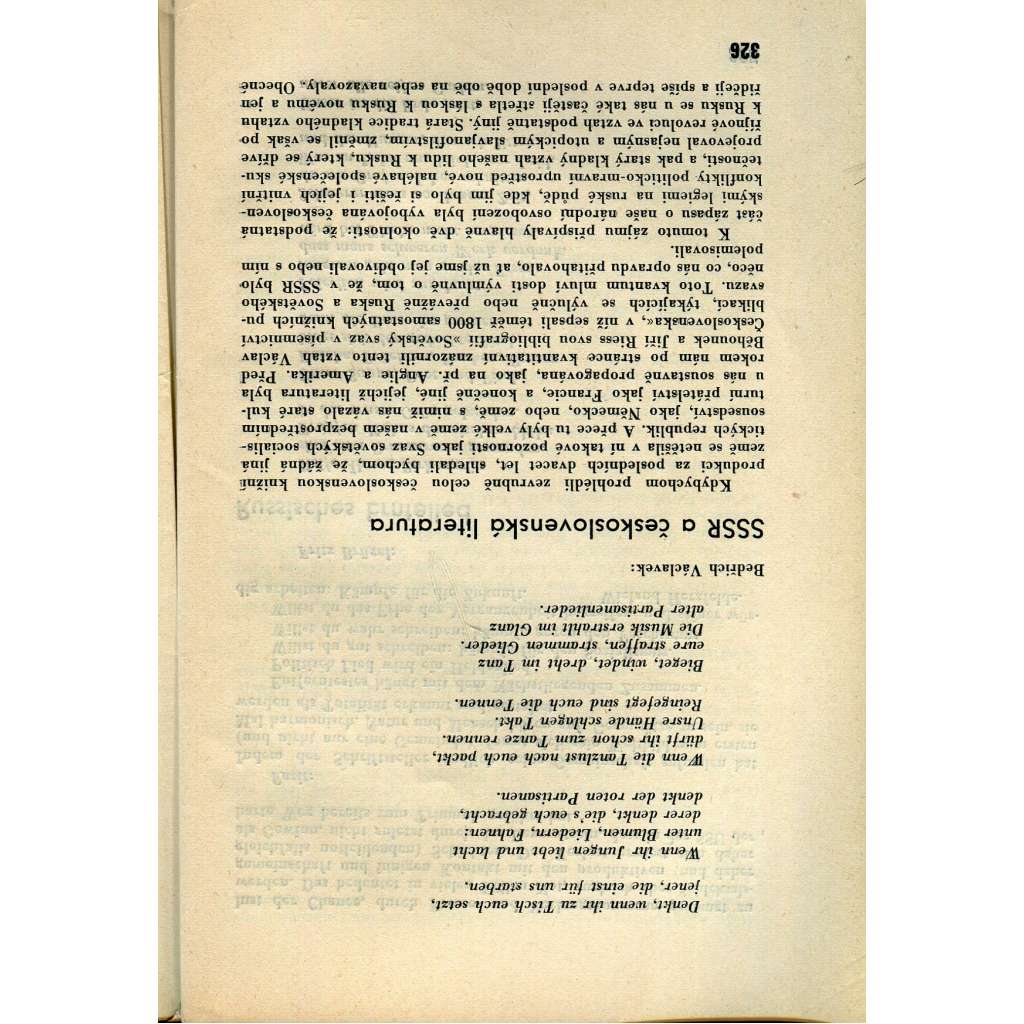 Denkt, wenn ihr zu Tisch euch setzt,
jener, die einst für uns starben.
Wenn ihr Jungen liebt und lacht
unter Blumen, Liedern, Fahnen:
derer denkt, die's euch gebracht,
denkt der roten Partisanen.
Wenn die Tanzlust nach euch packt,
dürft ihr schon zum Tanze rennen.
Unsre Hände schlagen Takt.
Reingefegt sind euch die Tennen.
Bieget, windet, dreht im Tanz
eure straffen, strammen Glieder.
Die Musik erstrahlt im Glanz
alter Partisanenlieder.
Bedřich Václavek:
SSSR a československá literatura
Kdybychom prohlédli zevrubně celou československou knižní
produkci za posledních dvacet let, shledali bychom, že žádná jiná
země se netěšila v ní takové pozornosti jako Svaz sovětských socialis-
tických republik. A přece tu byly velké země v našem bezprostředním
sousedství, jako Německo, nebo země, s nimiž nás vázalo staré kul-
turní přátelství jako Francie, a konečně jiné, jejichž literatura byla
u nás soustavně propagována, jako na př. Anglie a Amerika. Před
rokem nám po stránce kvantitativní znázornili tento vztah Václav
Běhounek a Jiří Riess svou bibliografií »Sovětský svaz v písemnictví
Československa«, v níž sepsali téměř 1800 samostatných knižních pu-
blikací, týkajících se výlučně nebo převážně Ruska a Sovětského
svazu. Toto kvantum mluví dosti výmluvně o tom, že v SSSR bylo
něco, co nás opravdu přitahovalo, ať už jsme jej obdivovali nebo s ním
polemisovali.
K tomuto zájmu přispívaly hlavně dvě okolnosti: že podstatná
část zápasu o naše národní osvobození byla vybojována českosloven-
skými legiemi na ruské půdě, kde jim bylo si řešiti i jejich vnitřní
konflikty politicko-mravní uprostřed nové, naléhavé společenské sku-
tečnosti, a pak starý kladný vztah našeho lidu k Rusku, který se dříve
projevoval nejasným a utopickým slavjanofilstvím, změnil se však po
říjnové revoluci ve vztah podstatně jiný. Stará tradice kladného vztahu
k Rusku se u nás také častěji střetla s láskou k Rusku novému a jen
řidčeji a spíše teprve v poslední době obě na sebe navazovaly. Obecné
326